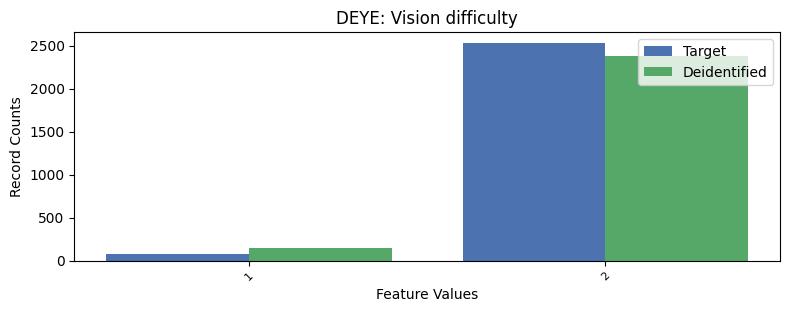 DEYE: Vision difficulty
Target
Deidentified
Record Counts
2500
2000
1500
1000
500
0
1
2
Feature Values